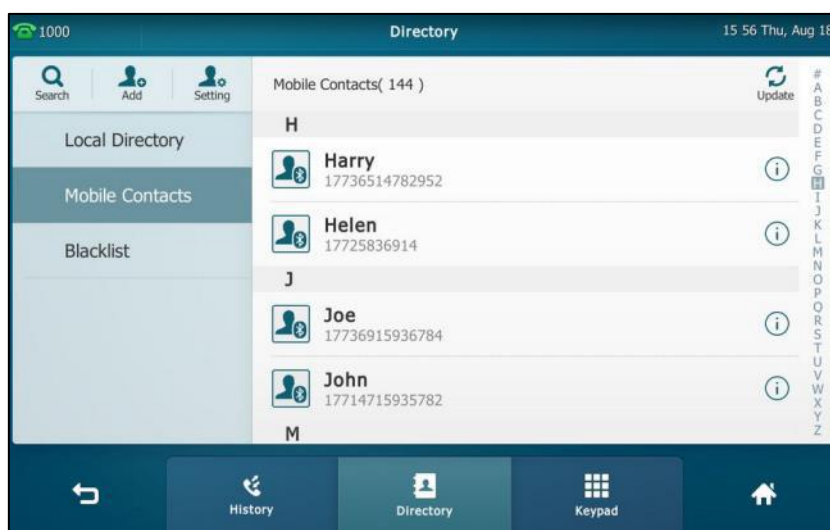 1000
Directory
15 56 Thu, Aug 18
Search
Add
Setting
Mobile Contacts( 144 )
Update
Local Directory
Mobile Contacts
Blacklist
H
Harry
17736514782952
Helen
17725836914
J
Joe
17736915936784
John
17714715935782
M
#
A
B
C
D
E
F
G
H
I
J
K
L
M
N
O
P
Q
R
S
T
U
V
W
X
Y
Z
History
Directory
Keypad